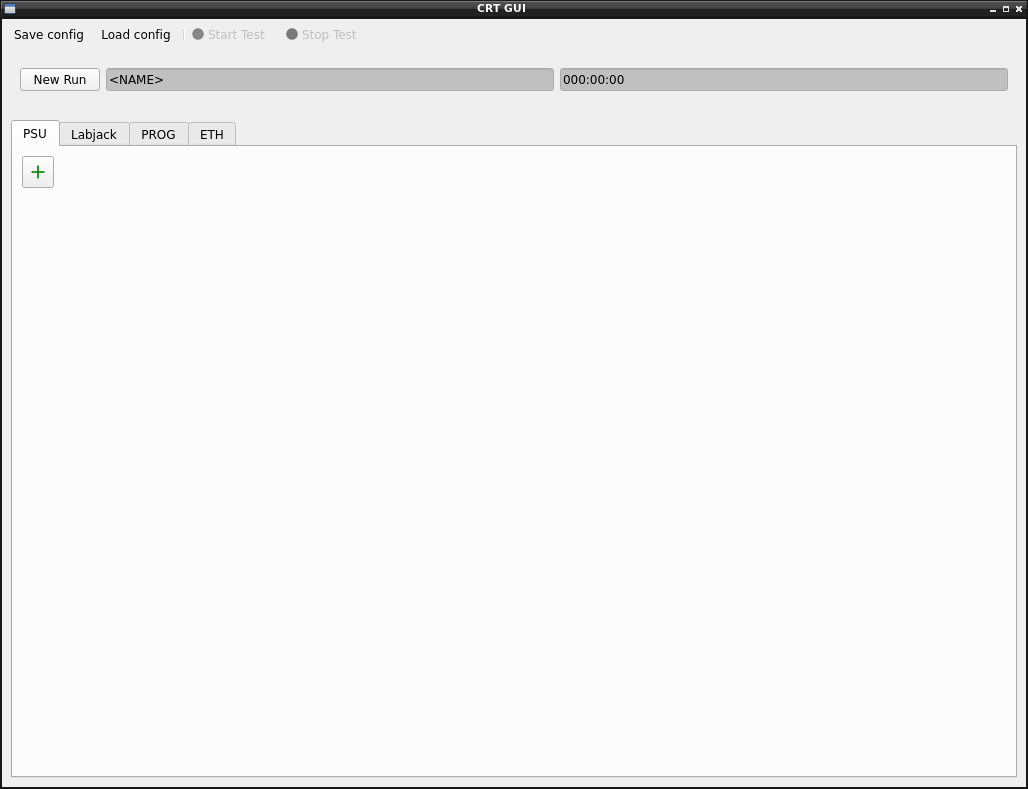 CRT GUI
Save config Load config Start Test Stop Test
New Run <NAME> 000:00:00
PSU Labjack PROG ETH
+